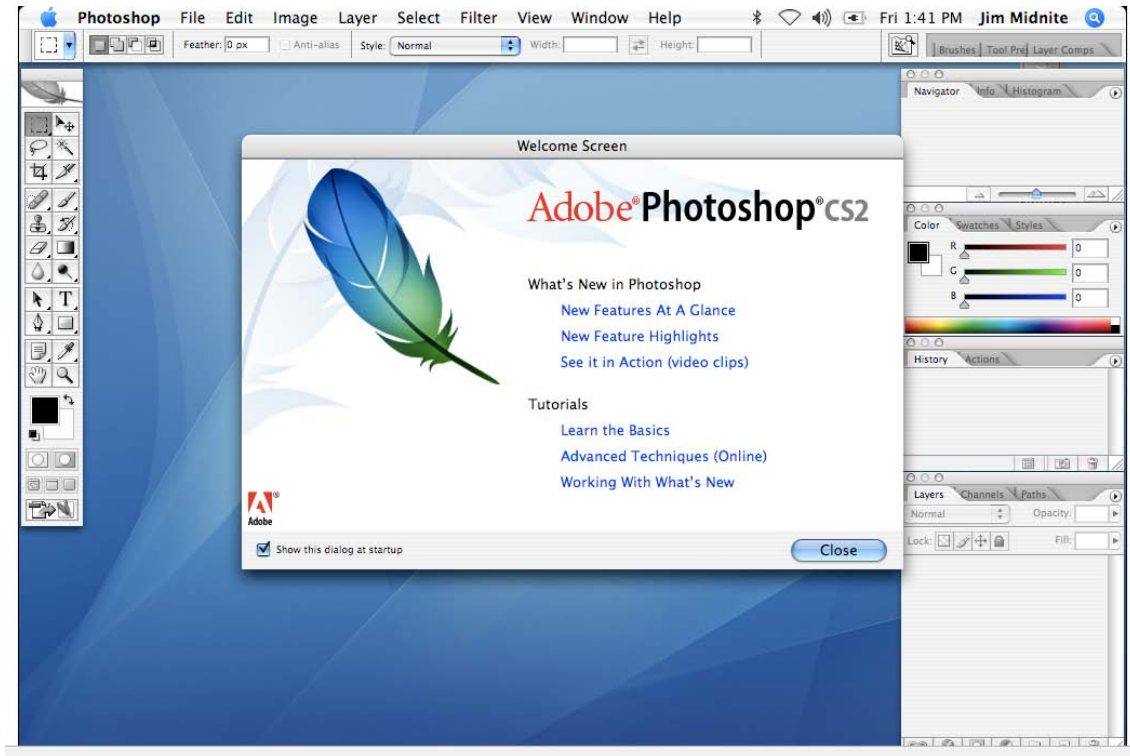 Photoshop File Edit Image Layer Select Filter View Window Help Fri 1:41 PM Jim Midnite
Feather: 0 px Anti-alias Style: Normal Width: Height: Brushes Tool Pre Layer Comps
Navigator Info Histogram
Welcome Screen
Adobe® Photoshop® CS2
What's New in Photoshop
New Features At A Glance
New Feature Highlights
See it in Action (video clips)
Tutorials
Learn the Basics
Advanced Techniques (Online)
Working With What's New
Adobe®
Show this dialog at startup
Close
Color Swatches Styles
R 0
G 0
B 0
History Actions
Layers Channels Paths
Normal Opacity:
Lock: Fill: